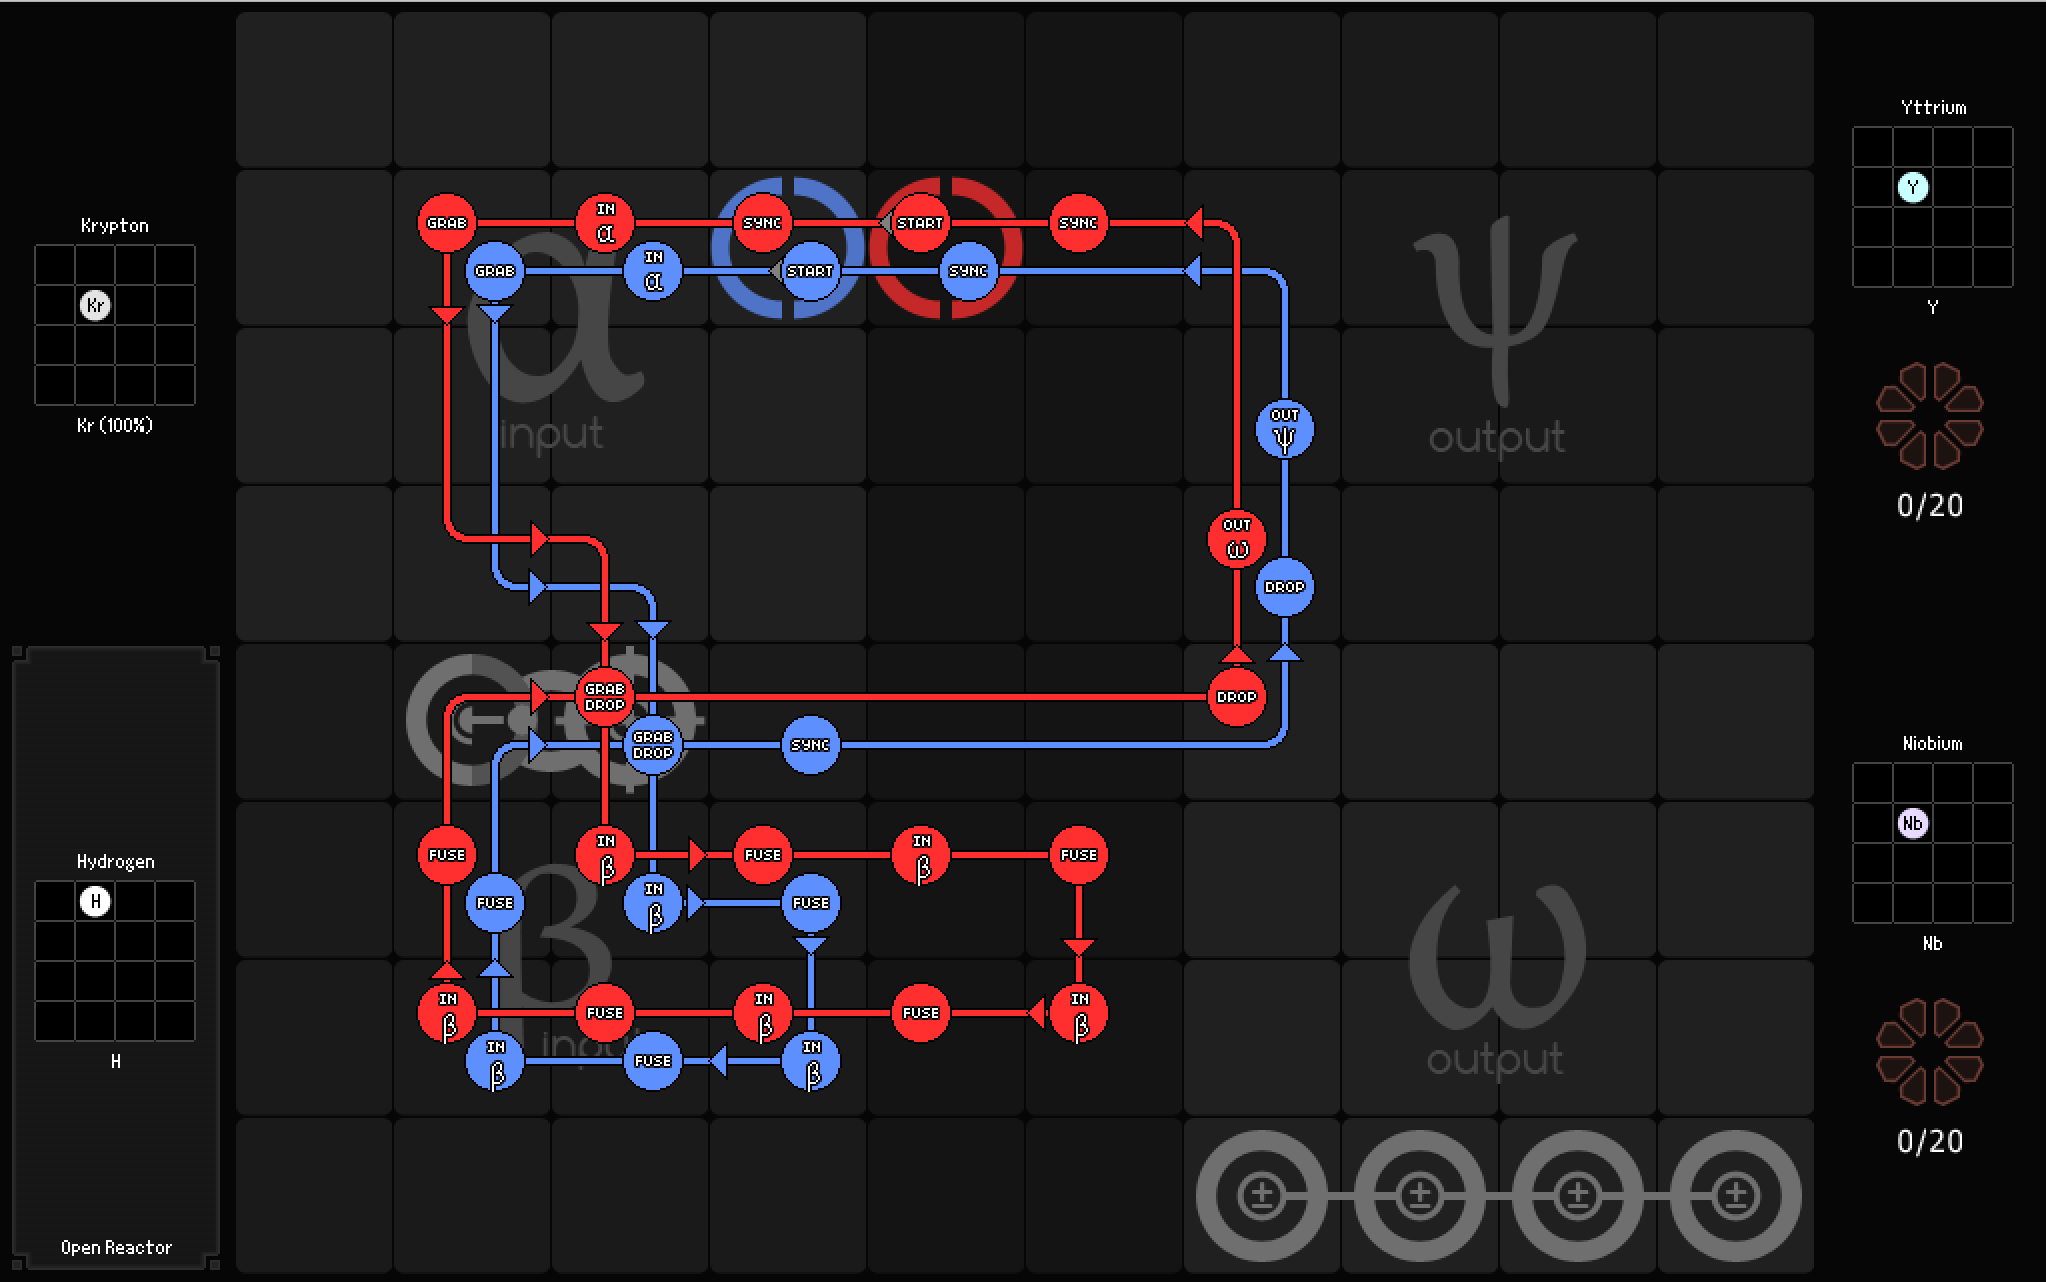 Yttrium
Y
Y
0/20
Krypton
Kr
Kr (100%)
GRAB
IN
α
SYNC
START
SYNC
GRAB
IN
α
START
SYNC
α
input
ψ
output
OUT
ψ
OUT
ω
DROP
GRAB
DROP
DROP
GRAB
DROP
SYNC
Niobium
Nb
Nb
0/20
Hydrogen
H
H
Open Reactor
FUSE
IN
β
FUSE
IN
β
FUSE
FUSE
IN
β
FUSE
β
input
ω
output
IN
β
FUSE
IN
β
FUSE
IN
β
IN
β
FUSE
IN
β
±
±
±
±